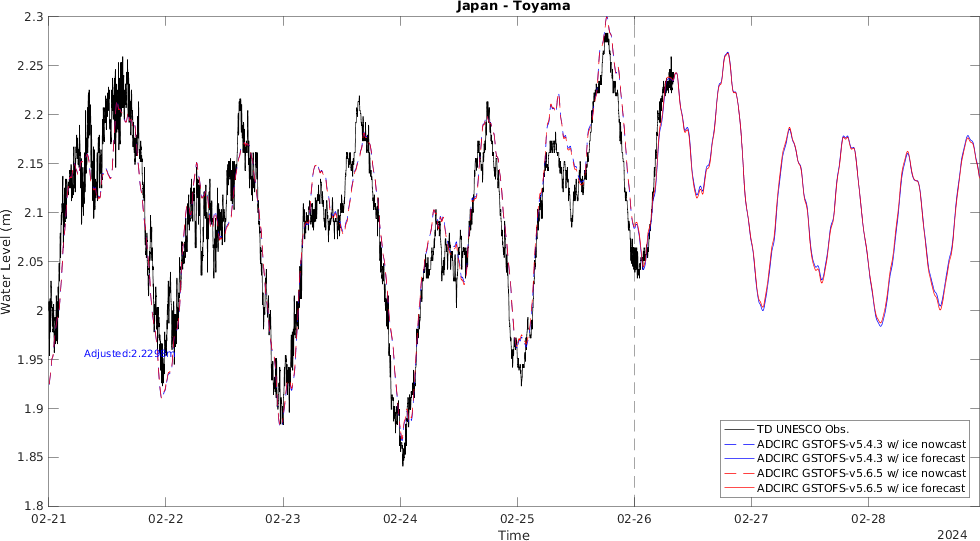 Japan - Toyama
Water Level (m)
2.3
2.25
2.2
2.15
2.1
2.05
2
1.95
1.9
1.85
1.8
TD UNESCO Obs.
ADCIRC GSTOFS-v5.4.3 w/ ice nowcast
ADCIRC GSTOFS-v5.4.3 w/ ice forecast
ADCIRC GSTOFS-v5.6.5 w/ ice nowcast
ADCIRC GSTOFS-v5.6.5 w/ ice forecast
02-21 02-22 02-23 02-24 02-25 02-26 02-27 02-28
Time
2024